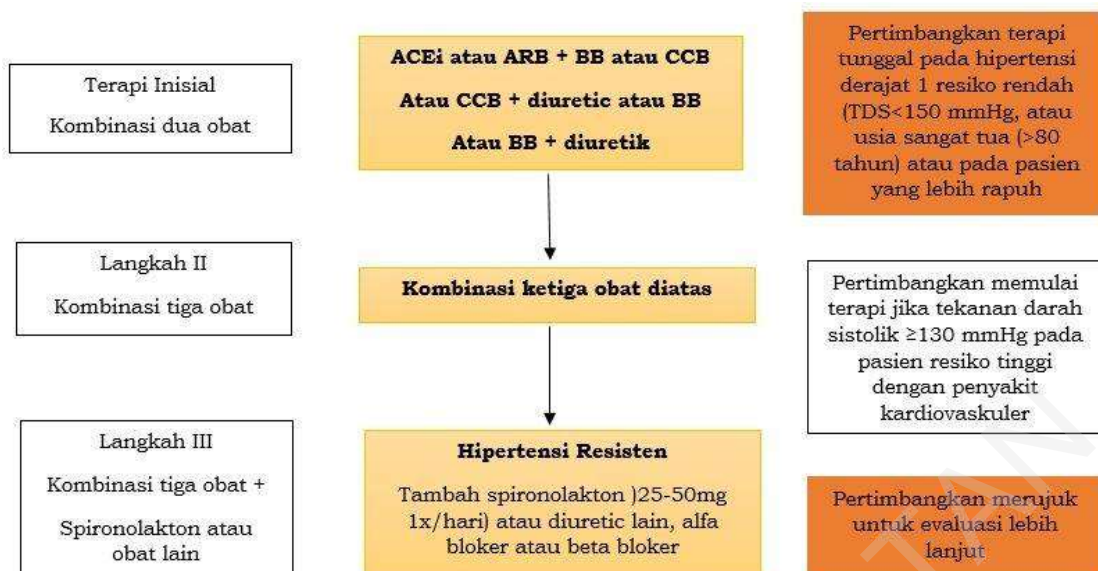 Terapi Inisial
Kombinasi dua obat
ACEi atau ARB + BB atau CCB
Atau CCB + diuretic atau BB
Atau BB + diuretik
Pertimbangkan terapi
tunggal pada hipertensi
derajat 1 resiko rendah
(TDS<150 mmHg, atau
usia sangat tua (>80
tahun) atau pada pasien
yang lebih rapuh
Langkah II
Kombinasi tiga obat
Kombinasi ketiga obat diatas
Pertimbangkan memulai
terapi jika tekanan darah
sistolik ≥130 mmHg pada
pasien resiko tinggi
dengan penyakit
kardiovaskuler
Langkah III
Kombinasi tiga obat +
Spironolakton atau
obat lain
Hipertensi Resisten
Tambah spironolakton )25-50mg
1x/hari) atau diuretic lain, alfa
bloker atau beta bloker
Pertimbangkan merujuk
untuk evaluasi lebih
lanjut
TAN